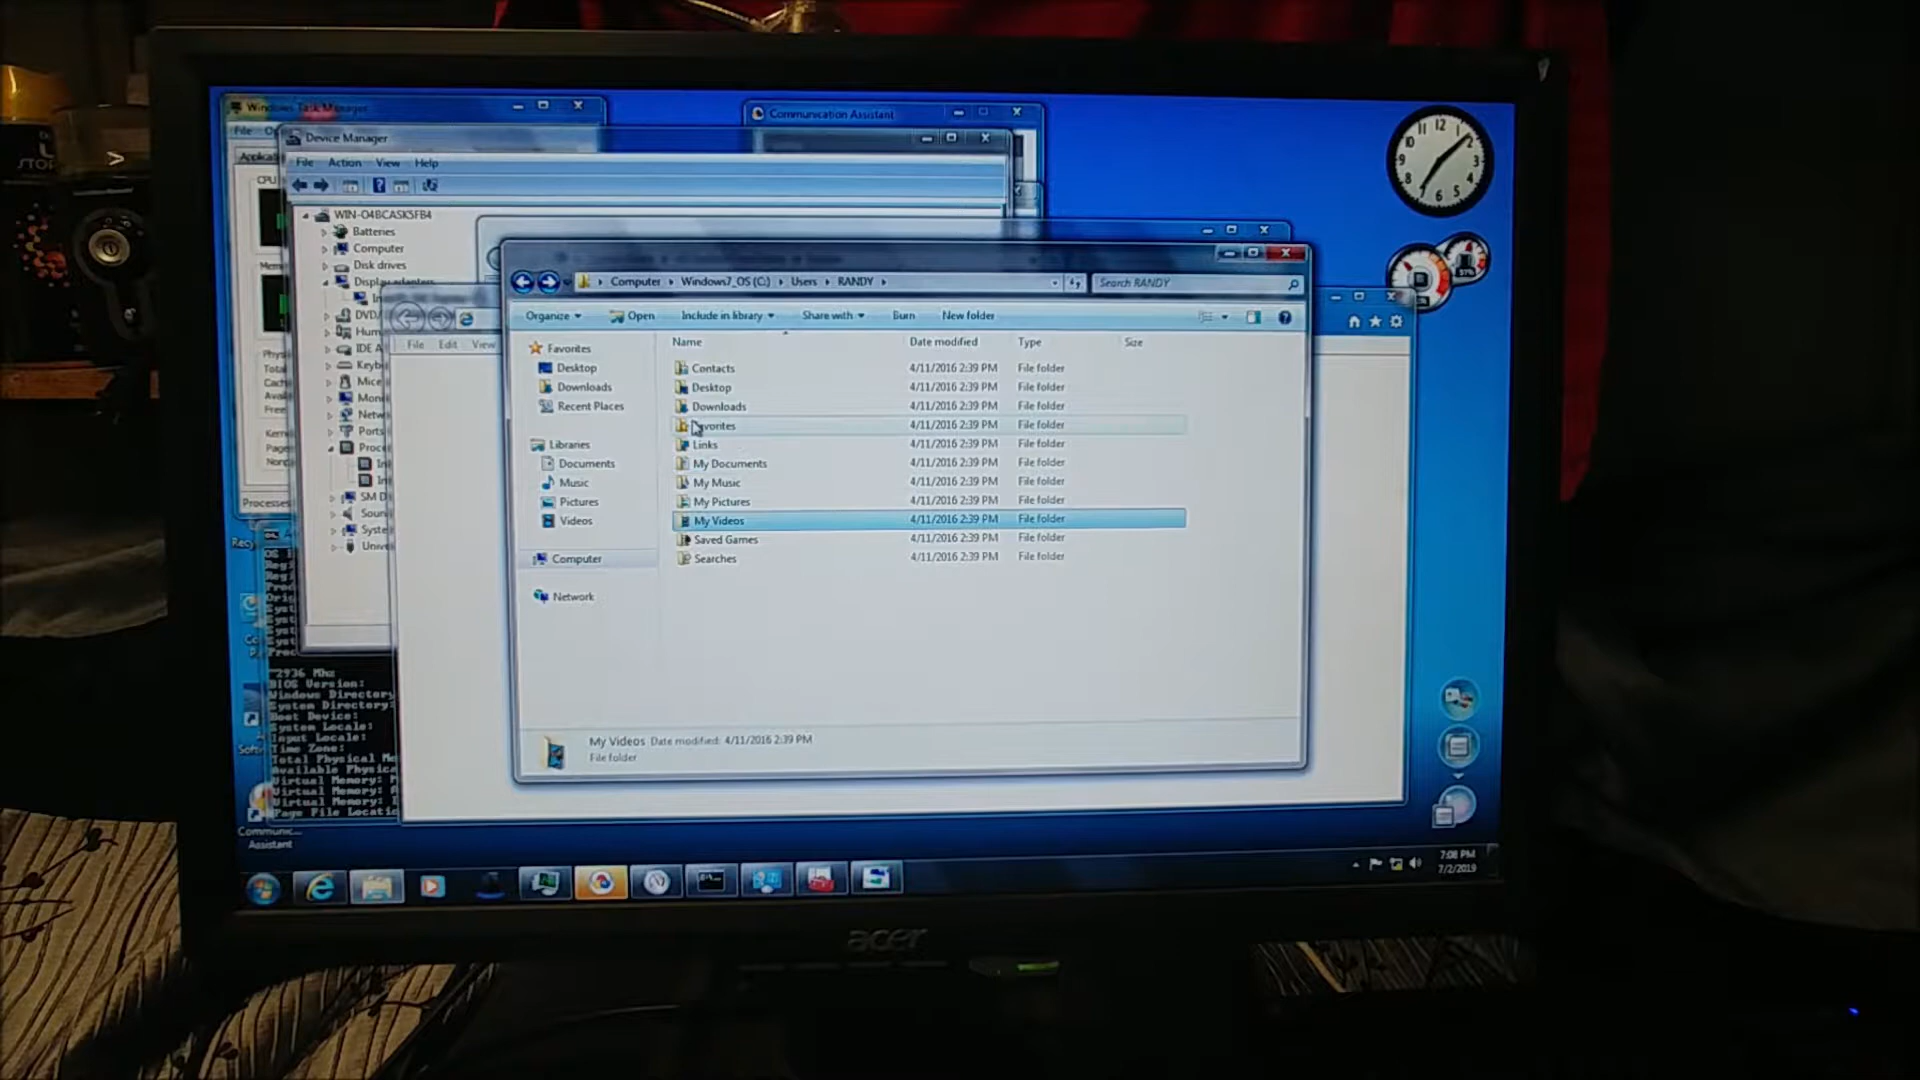 Windows Task Manager
Communication Assistant
File
Device Manager
File Action View Help
WIN-O4BCASKSFB4
Batteries
Computer
Disk drives
Display adapters
Computer Windows7_OS (C:) Users RANDY
Search RANDY
Organize Open Include in library Share with Burn New folder
File Edit View
Name Date modified Type Size
Favorites
Desktop
Downloads
Recent Places
Libraries
Documents
Music
Pictures
Videos
Computer
Network
Contacts 4/11/2016 2:39 PM File folder
Desktop 4/11/2016 2:39 PM File folder
Downloads 4/11/2016 2:39 PM File folder
Favorites 4/11/2016 2:39 PM File folder
Links 4/11/2016 2:39 PM File folder
My Documents 4/11/2016 2:39 PM File folder
My Music 4/11/2016 2:39 PM File folder
My Pictures 4/11/2016 2:39 PM File folder
My Videos 4/11/2016 2:39 PM File folder
Saved Games 4/11/2016 2:39 PM File folder
Searches 4/11/2016 2:39 PM File folder
My Videos Date modified: 4/11/2016 2:39 PM
File folder
~2936 Mhz
BIOS Version:
Windows Directory
System Directory:
Boot Device:
System Locale:
Input Locale:
Time Zone:
Total Physical Me
Available Physica
Virtual Memory: M
Virtual Memory: A
Virtual Memory: I
Page File Locatio
Communic...
Assistant
7:08 PM
7/2/2019
acer